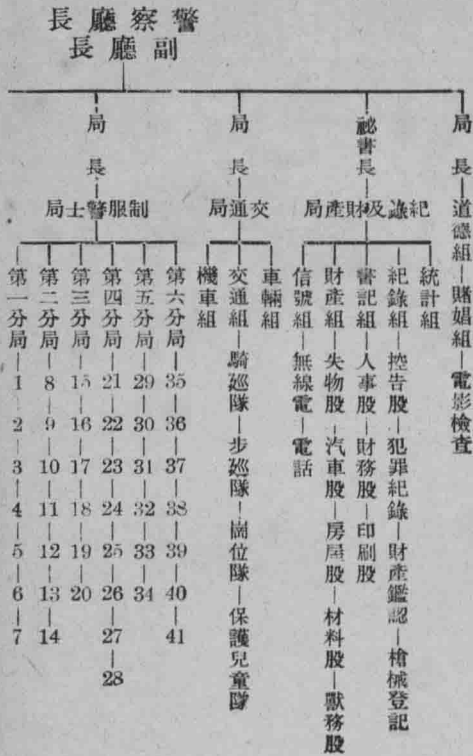 警察廳長
副廳長
局長—道德組—賭娼組—電影檢查
祕書長—紀錄及財產局
統計組
紀錄組—控告股—犯罪紀錄—財產鑑認—槍械登記
書記組—人事股—財務股—印刷股
財產組—失物股—汽車股—房屋股—材料股—獸務股
信號組—無線電—電話
局長—交通局
車輛組
交通組—騎巡隊—步巡隊—崗位隊—保護兒童隊
機車組
局長—制服警士局
第六分局—35—36—37—38—39—40—41
第五分局—29—30—31—32—33—34
第四分局—21—22—23—24—25—26—27—28
第三分局—15—16—17—18—19—20
第二分局—8—9—10—11—12—13—14
第一分局—1—2—3—4—5—6—7